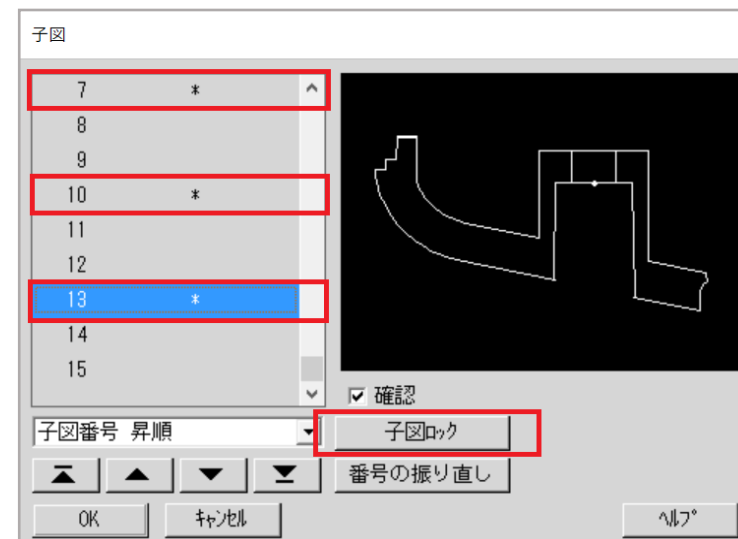 子図
7 *
8
9
10 *
11
12
13 *
14
15
確認
子図番号 昇順
子図ﾛｯｸ
番号の振り直し
OK
ｷｬﾝｾﾙ
ﾍﾙﾌﾟ